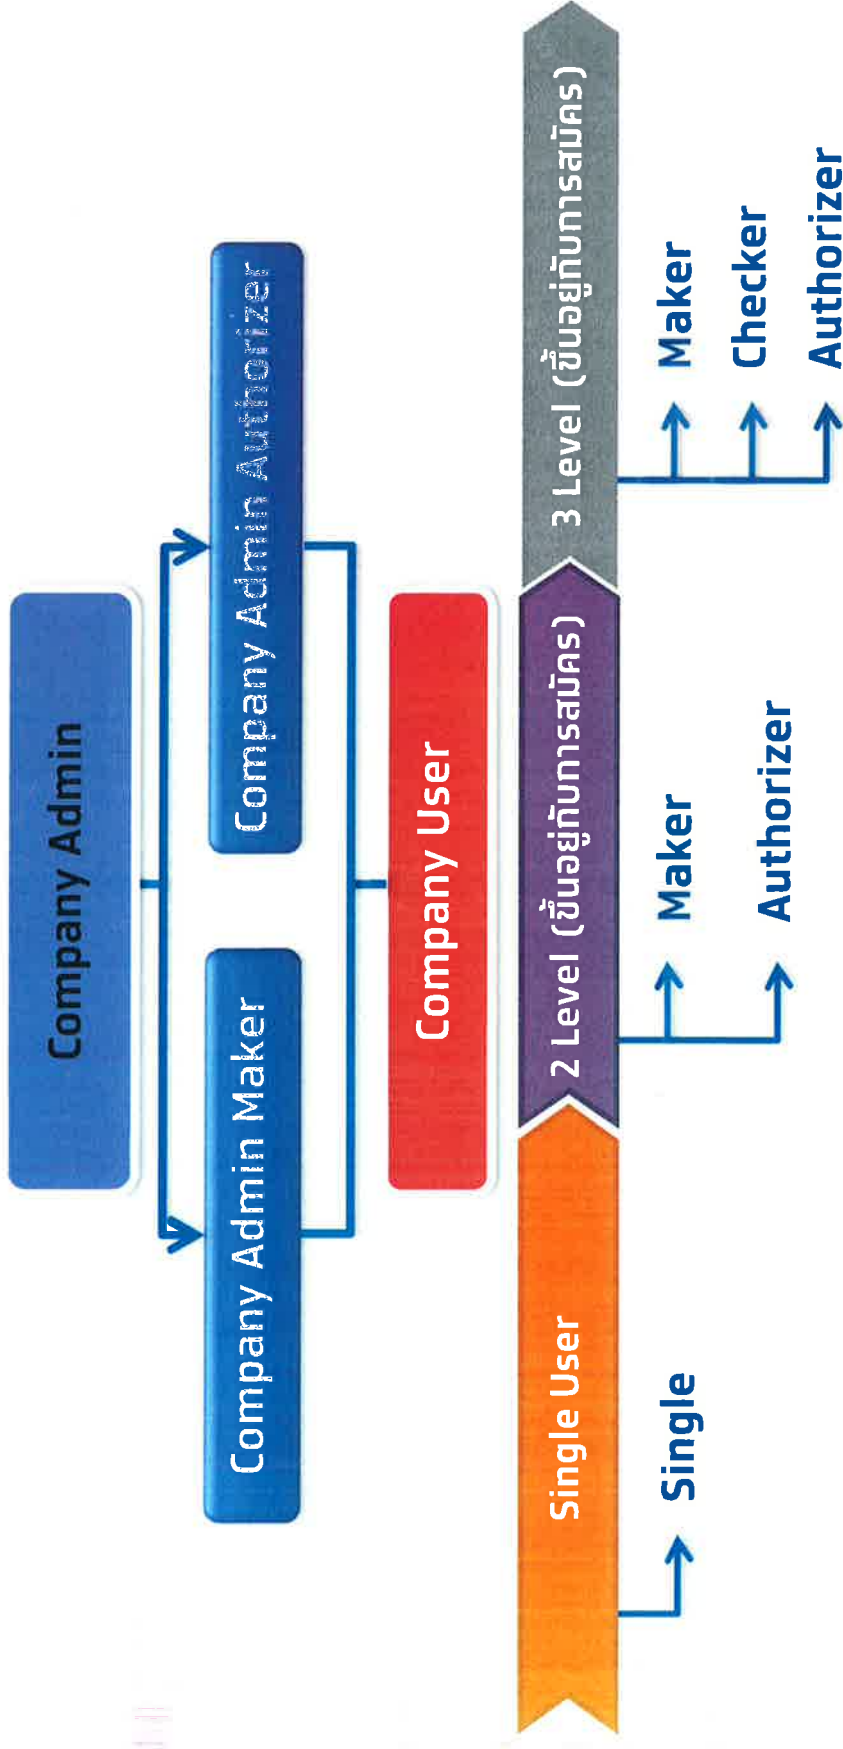 Company Admin
Company Admin Maker
Company Admin Authorizer
Company User
Single User
2 Level (ขึ้นอยู่กับการสมัคร)
3 Level (ขึ้นอยู่กับการสมัคร)
Single
Maker
Authorizer
Maker
Checker
Authorizer